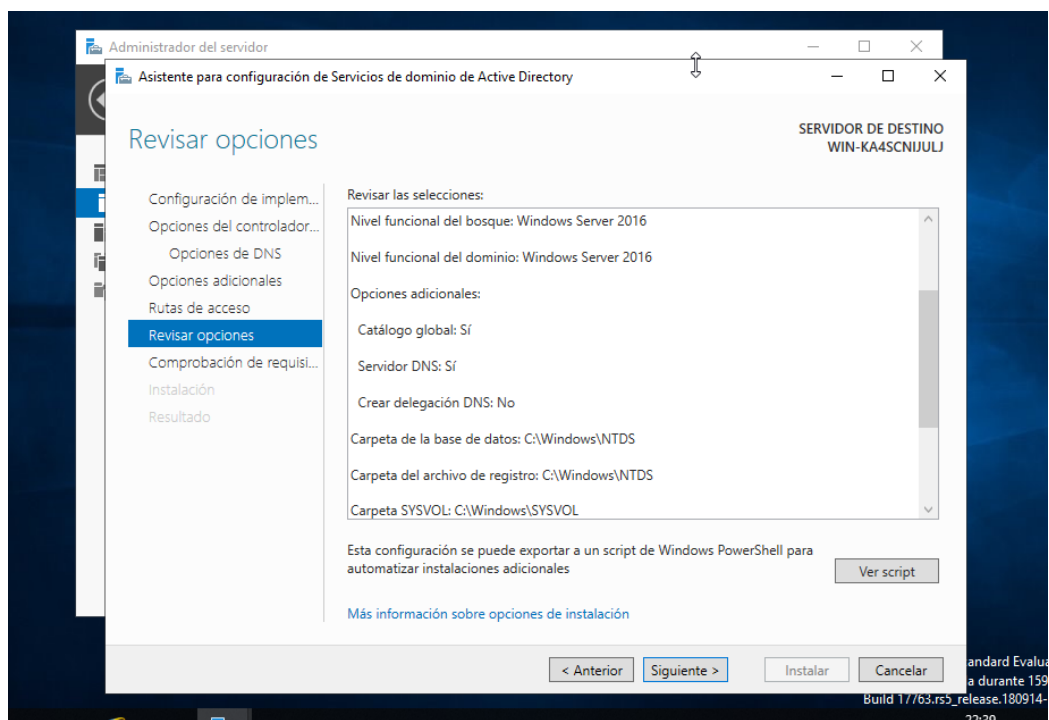 Administrador del servidor
Asistente para configuración de Servicios de dominio de Active Directory
Revisar opciones
SERVIDOR DE DESTINO
WIN-KA4SCNIJULJ
Configuración de implem...
Opciones del controlador...
Opciones de DNS
Opciones adicionales
Rutas de acceso
Revisar opciones
Comprobación de requisi...
Instalación
Resultado
Revisar las selecciones:
Nivel funcional del bosque: Windows Server 2016
Nivel funcional del dominio: Windows Server 2016
Opciones adicionales:
Catálogo global: Sí
Servidor DNS: Sí
Crear delegación DNS: No
Carpeta de la base de datos: C:\Windows\NTDS
Carpeta del archivo de registro: C:\Windows\NTDS
Carpeta SYSVOL: C:\Windows\SYSVOL
Esta configuración se puede exportar a un script de Windows PowerShell para
automatizar instalaciones adicionales
Ver script
Más información sobre opciones de instalación
< Anterior
Siguiente >
Instalar
Cancelar
andard Evalua
a durante 159
Build 17763.rs5_release.180914-